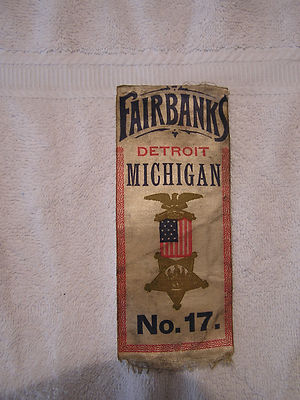 FAIRBANKS
DETROIT
MICHIGAN
No. 17.